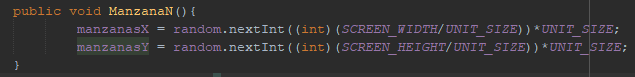 public void ManzanaN(){
manzanasX = random.nextInt((int)(SCREEN_WIDTH/UNIT_SIZE))*UNIT_SIZE;
manzanasY = random.nextInt((int)(SCREEN_HEIGHT/UNIT_SIZE))*UNIT_SIZE;
}